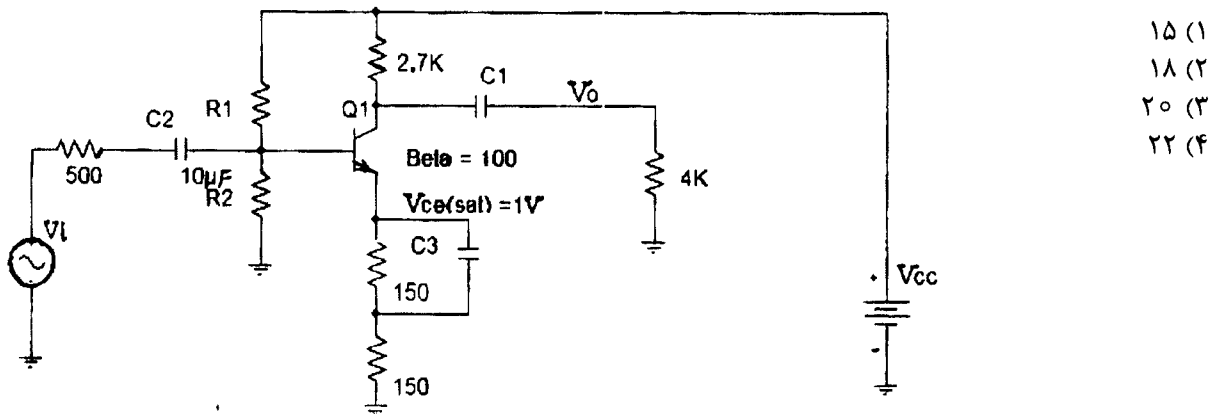 ۱) ۱۵
۲) ۱۸
۳) ۲۰
۴) ۲۲
2.7K
C1
Vo
R1
Q1
C2
Beta = 100
500
10µF
R2
4K
Vce(sat) =1V
Vi
C3
+
Vcc
150
-
150